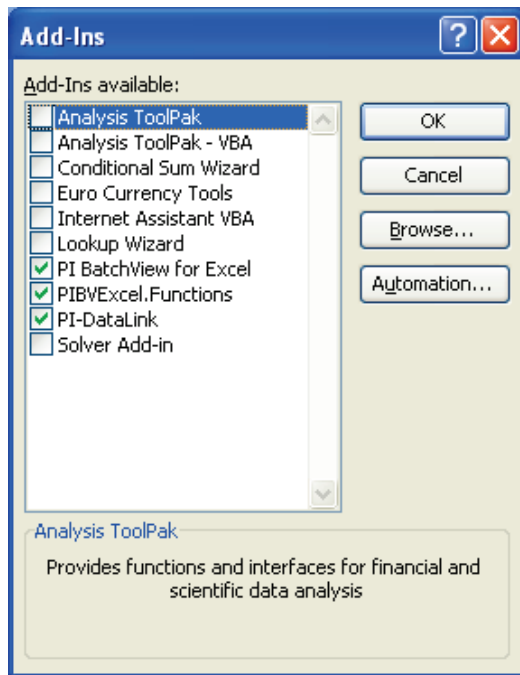 Add-Ins
Add-Ins available:
Analysis ToolPak
Analysis ToolPak - VBA
Conditional Sum Wizard
Euro Currency Tools
Internet Assistant VBA
Lookup Wizard
PI BatchView for Excel
PIBVExcel.Functions
PI-DataLink
Solver Add-in
OK
Cancel
Browse...
Automation...
Analysis ToolPak
Provides functions and interfaces for financial and
scientific data analysis